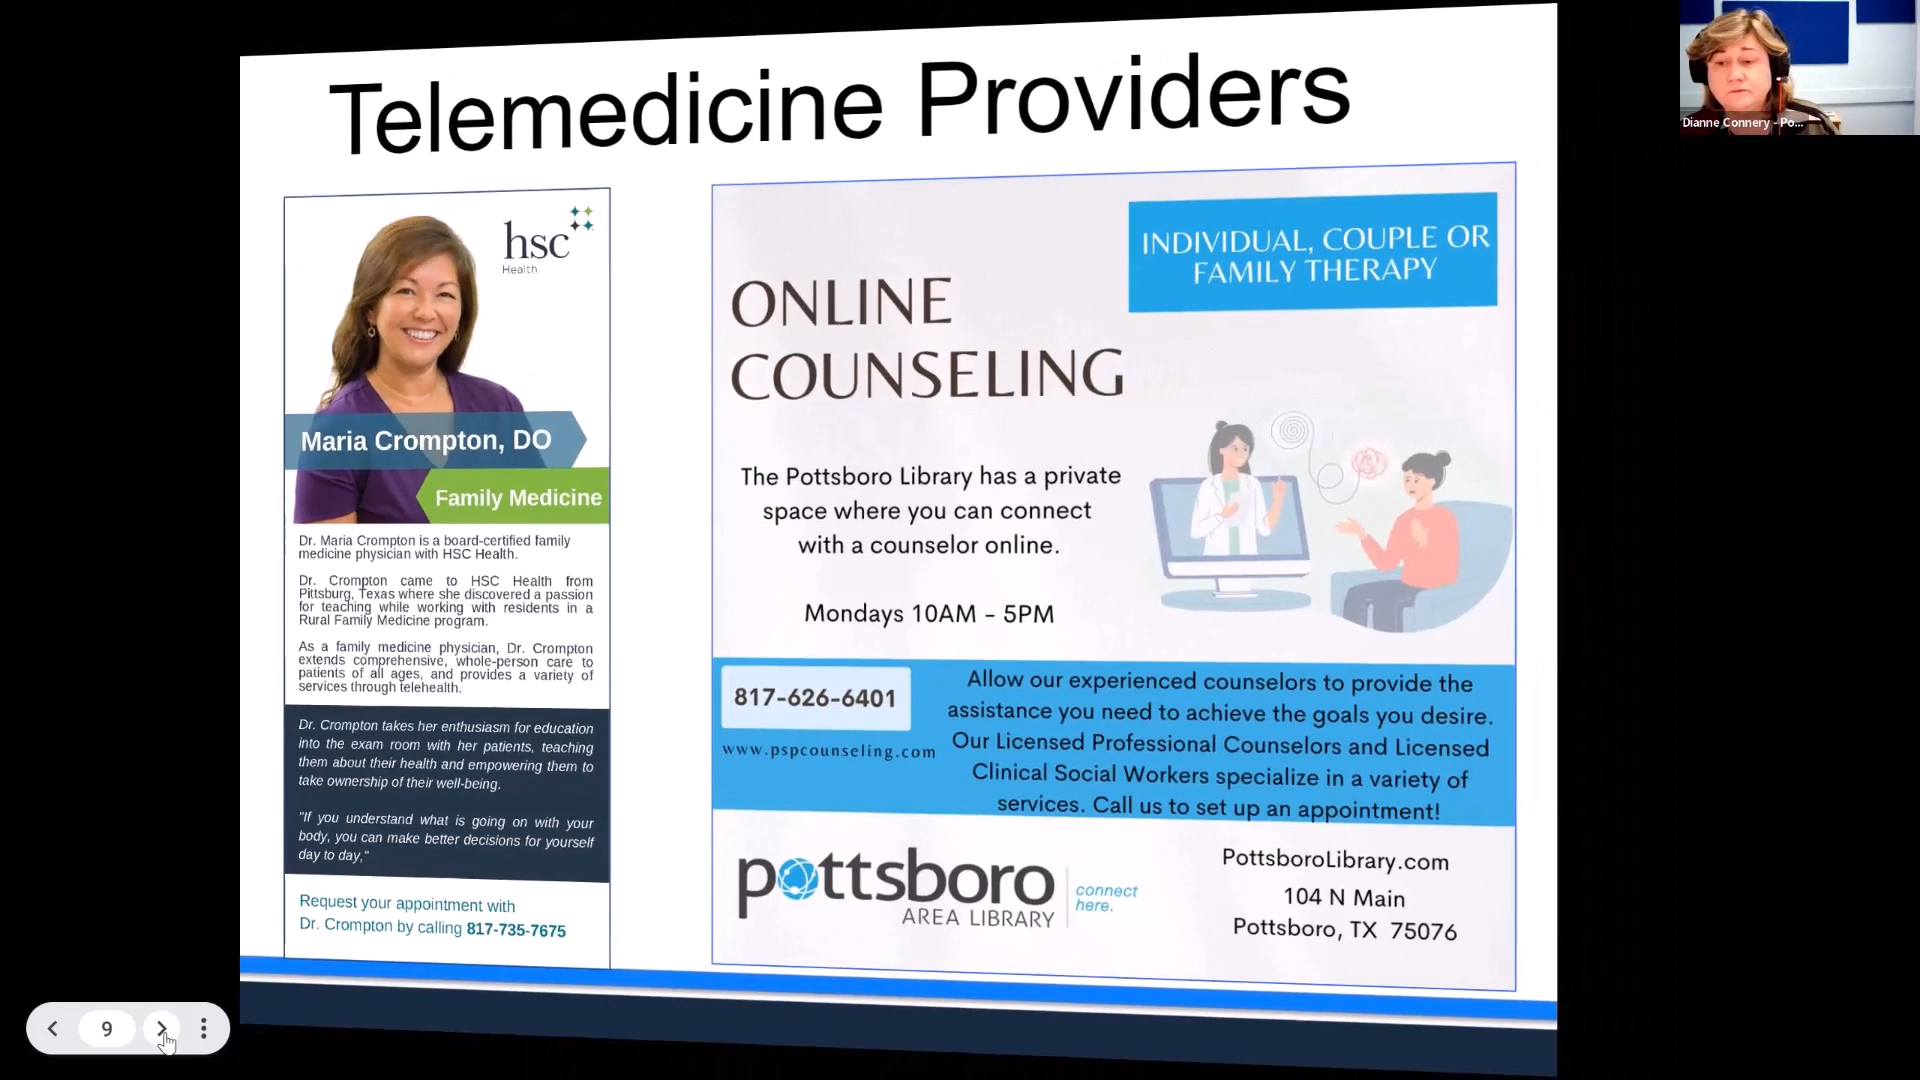 Telemedicine Providers
hsc
Health
Maria Crompton, DO
Family Medicine
Dr. Maria Crompton is a board-certified family
medicine physician with HSC Health.
Dr. Crompton came to HSC Health from
Pittsburg, Texas where she discovered a passion
for teaching while working with residents in a
Rural Family Medicine program.
As a family medicine physician, Dr. Crompton
extends comprehensive, whole-person care to
patients of all ages, and provides a variety of
services through telehealth.
Dr. Crompton takes her enthusiasm for education
into the exam room with her patients, teaching
them about their health and empowering them to
take ownership of their well-being.
"If you understand what is going on with your
body, you can make better decisions for yourself
day to day,"
Request your appointment with
Dr. Crompton by calling 817-735-7675
INDIVIDUAL, COUPLE OR
FAMILY THERAPY
ONLINE
COUNSELING
The Pottsboro Library has a private
space where you can connect
with a counselor online.
Mondays 10AM - 5PM
817-626-6401
www.pspcounseling.com
Allow our experienced counselors to provide the
assistance you need to achieve the goals you desire.
Our Licensed Professional Counselors and Licensed
Clinical Social Workers specialize in a variety of
services. Call us to set up an appointment!
pottsboro
AREA LIBRARY
connect
here.
PottsboroLibrary.com
104 N Main
Pottsboro, TX 75076
Dianne Connery - Po...
9